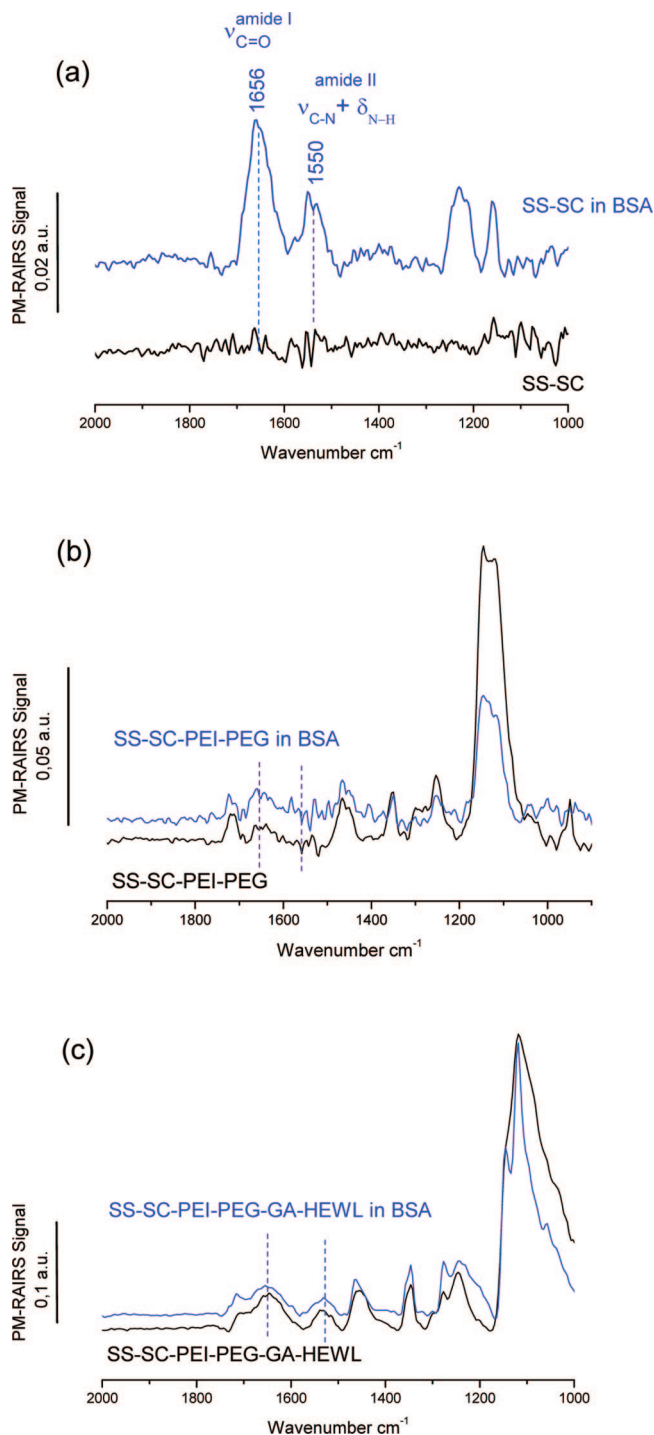 (a)
amide I
ν C=O
1656
amide II
ν C-N + δ N-H
1550
SS-SC in BSA
SS-SC
PM-RAIRS Signal
0,02 a.u.
2000 1800 1600 1400 1200 1000
Wavenumber cm-1
(b)
SS-SC-PEI-PEG in BSA
SS-SC-PEI-PEG
PM-RAIRS Signal
0,05 a.u.
2000 1800 1600 1400 1200 1000
Wavenumber cm-1
(c)
SS-SC-PEI-PEG-GA-HEWL in BSA
SS-SC-PEI-PEG-GA-HEWL
PM-RAIRS Signal
0,1 a.u.
2000 1800 1600 1400 1200 1000
Wavenumber cm-1